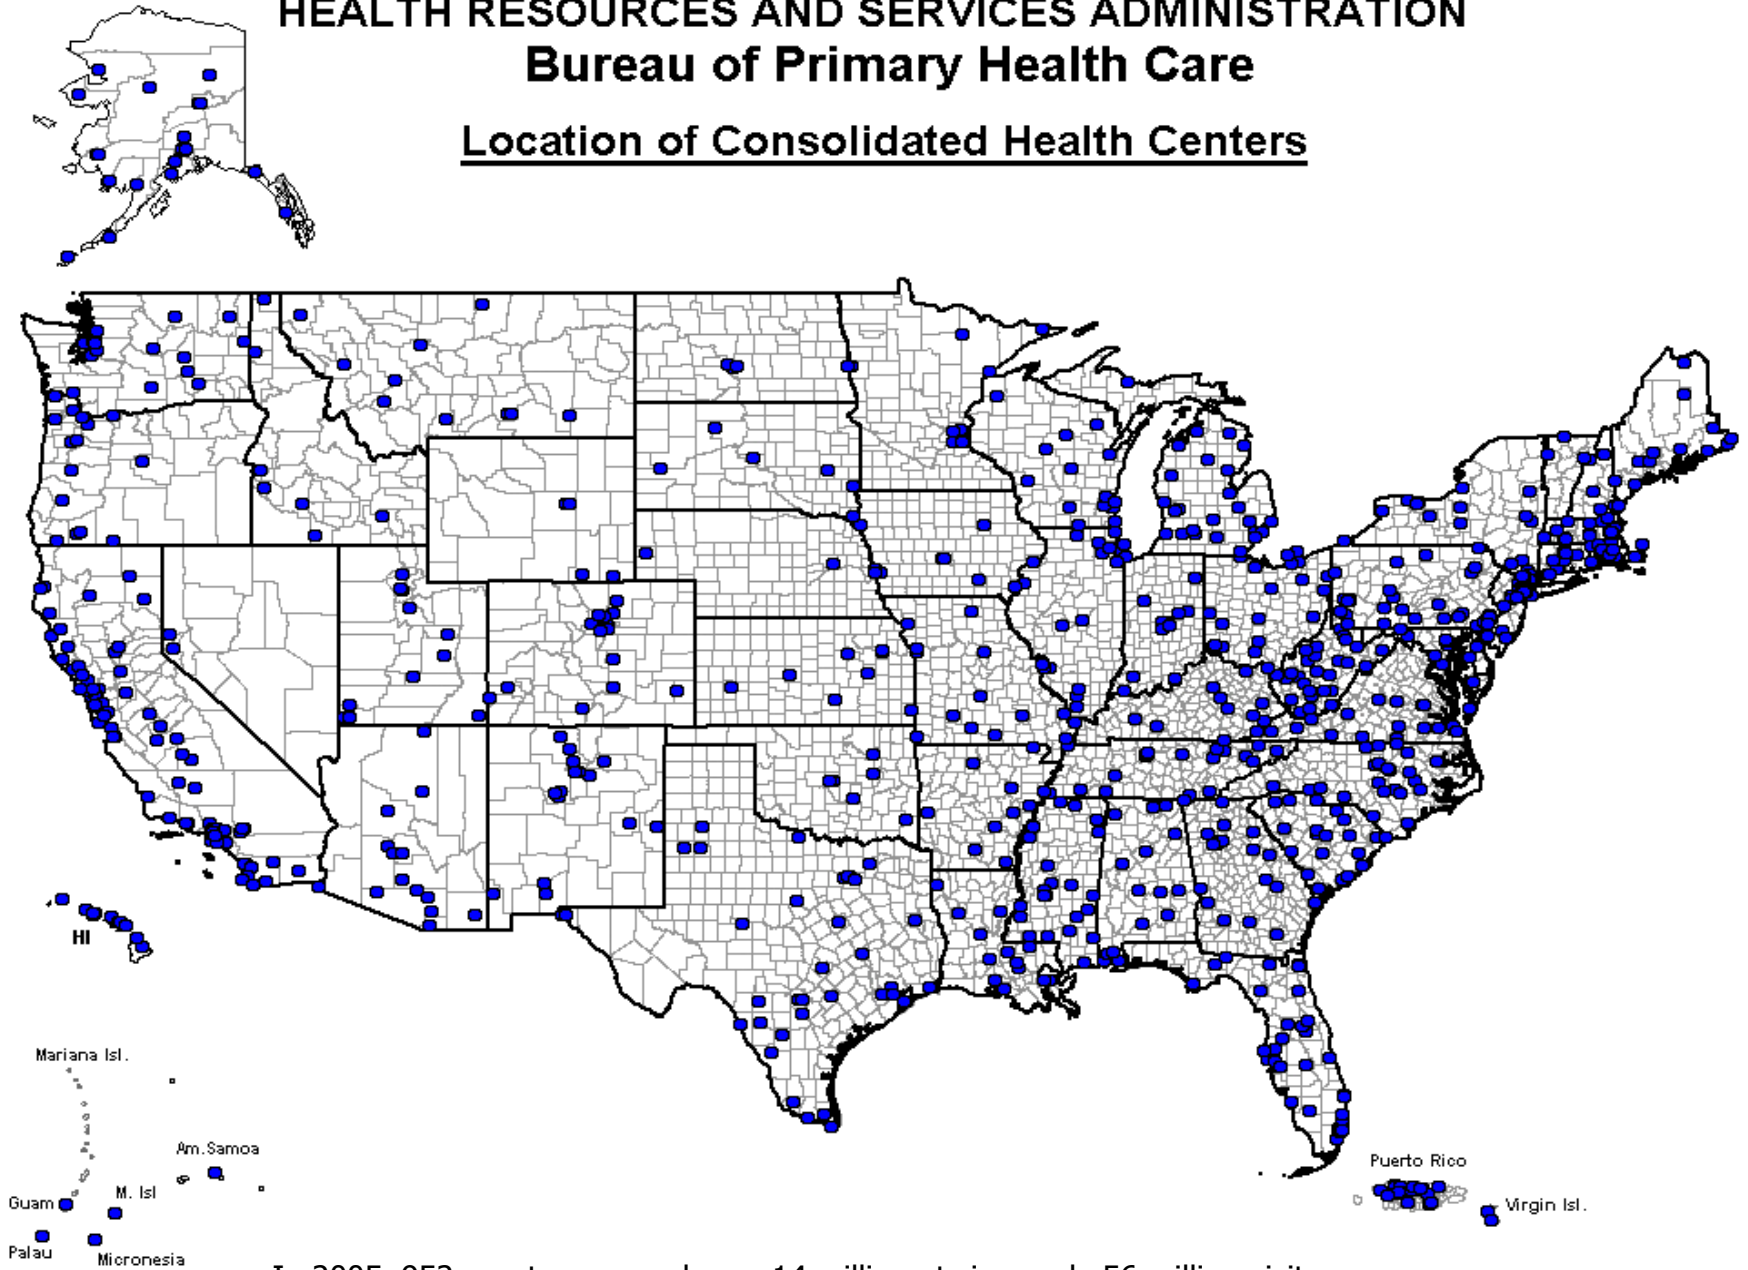 HEALTH RESOURCES AND SERVICES ADMINISTRATION
Bureau of Primary Health Care
Location of Consolidated Health Centers
HI
Mariana Isl.
Am.Samoa
Guam
M. Isl
Palau
Micronesia
Puerto Rico
Virgin Isl.